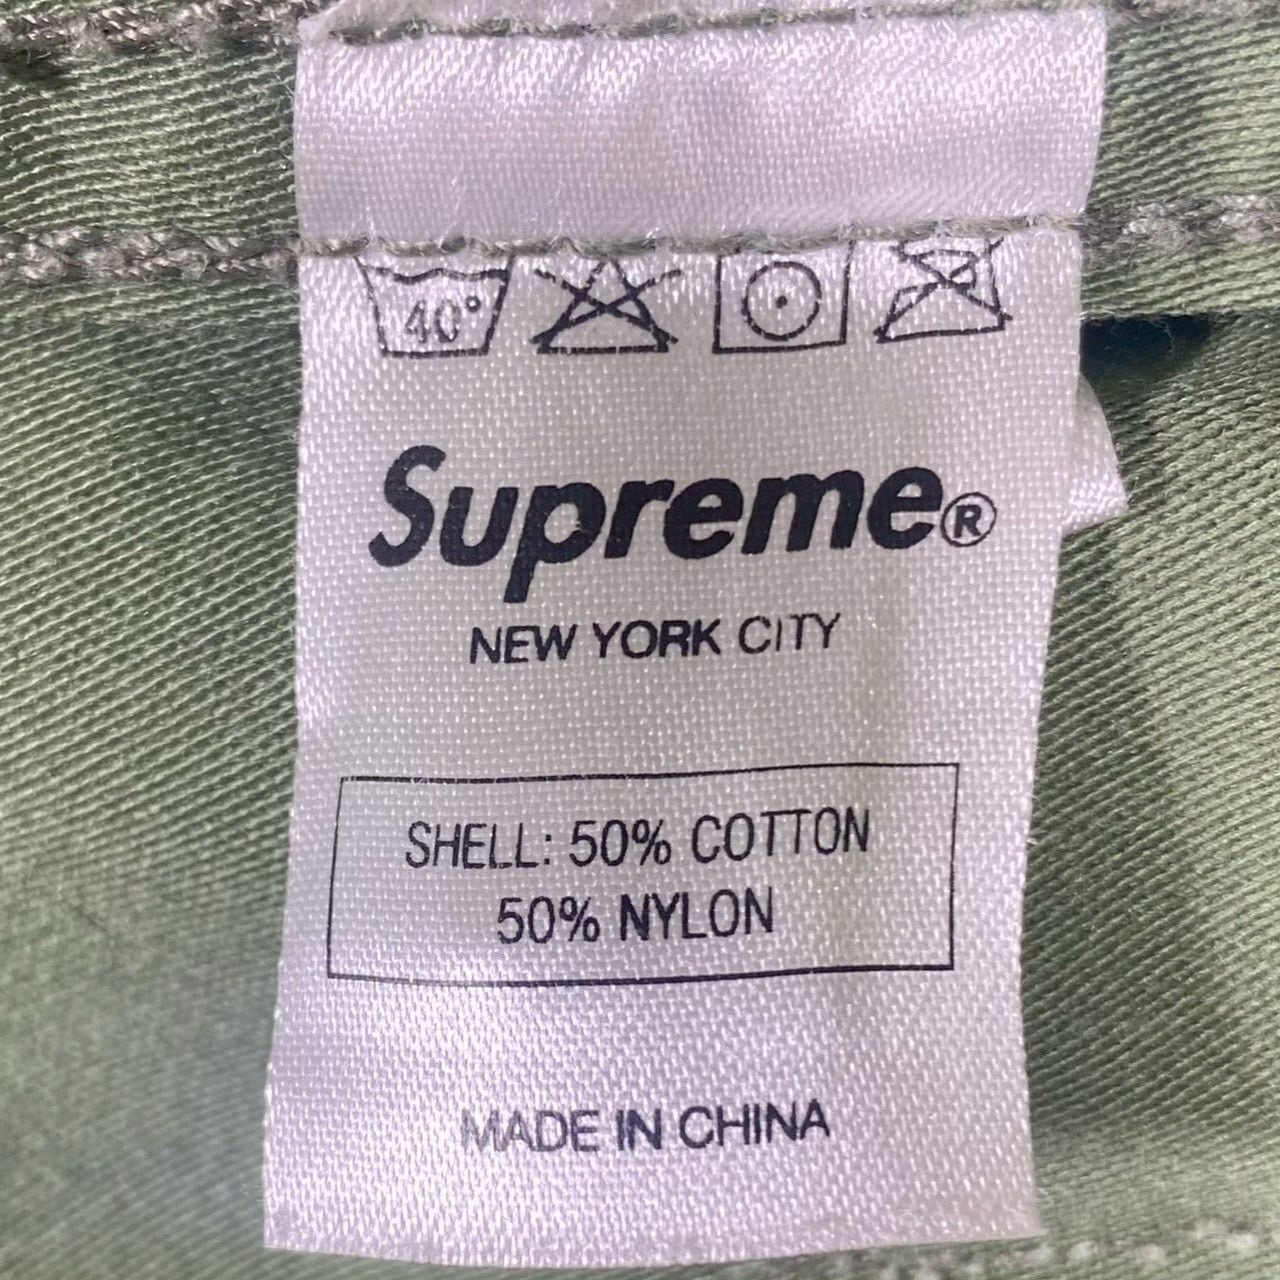 40°
Supreme®
NEW YORK CITY
SHELL: 50% COTTON
50% NYLON
MADE IN CHINA